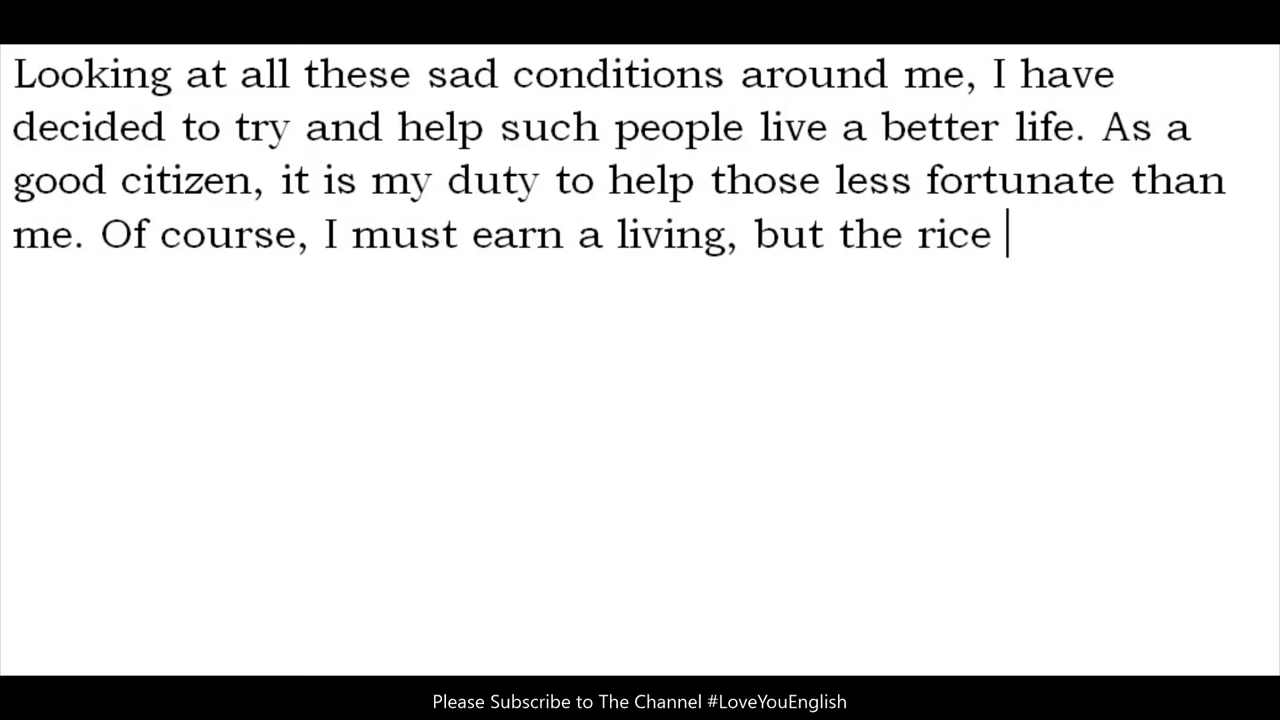 Looking at all these sad conditions around me, I have
decided to try and help such people live a better life. As a
good citizen, it is my duty to help those less fortunate than
me. Of course, I must earn a living, but the rice
Please Subscribe to The Channel #LoveYouEnglish